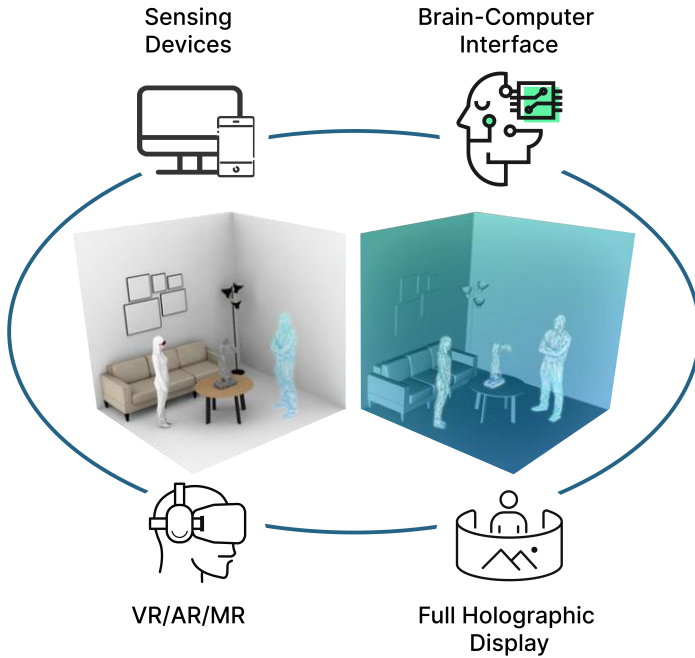 Sensing
Devices
Brain-Computer
Interface
VR/AR/MR
Full Holographic
Display